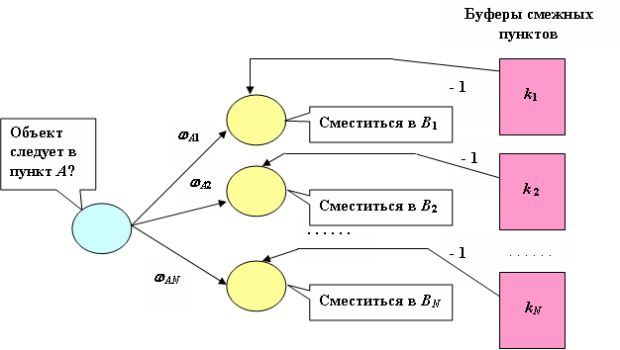 Буферы смежных
пунктов
- 1
k1
Объект
следует в
пункт A?
ωA1
Сместиться в B1
- 1
k2
ωA2
Сместиться в B2
. . . . . .
- 1
. . . . . .
ωAN
Сместиться в BN
kN